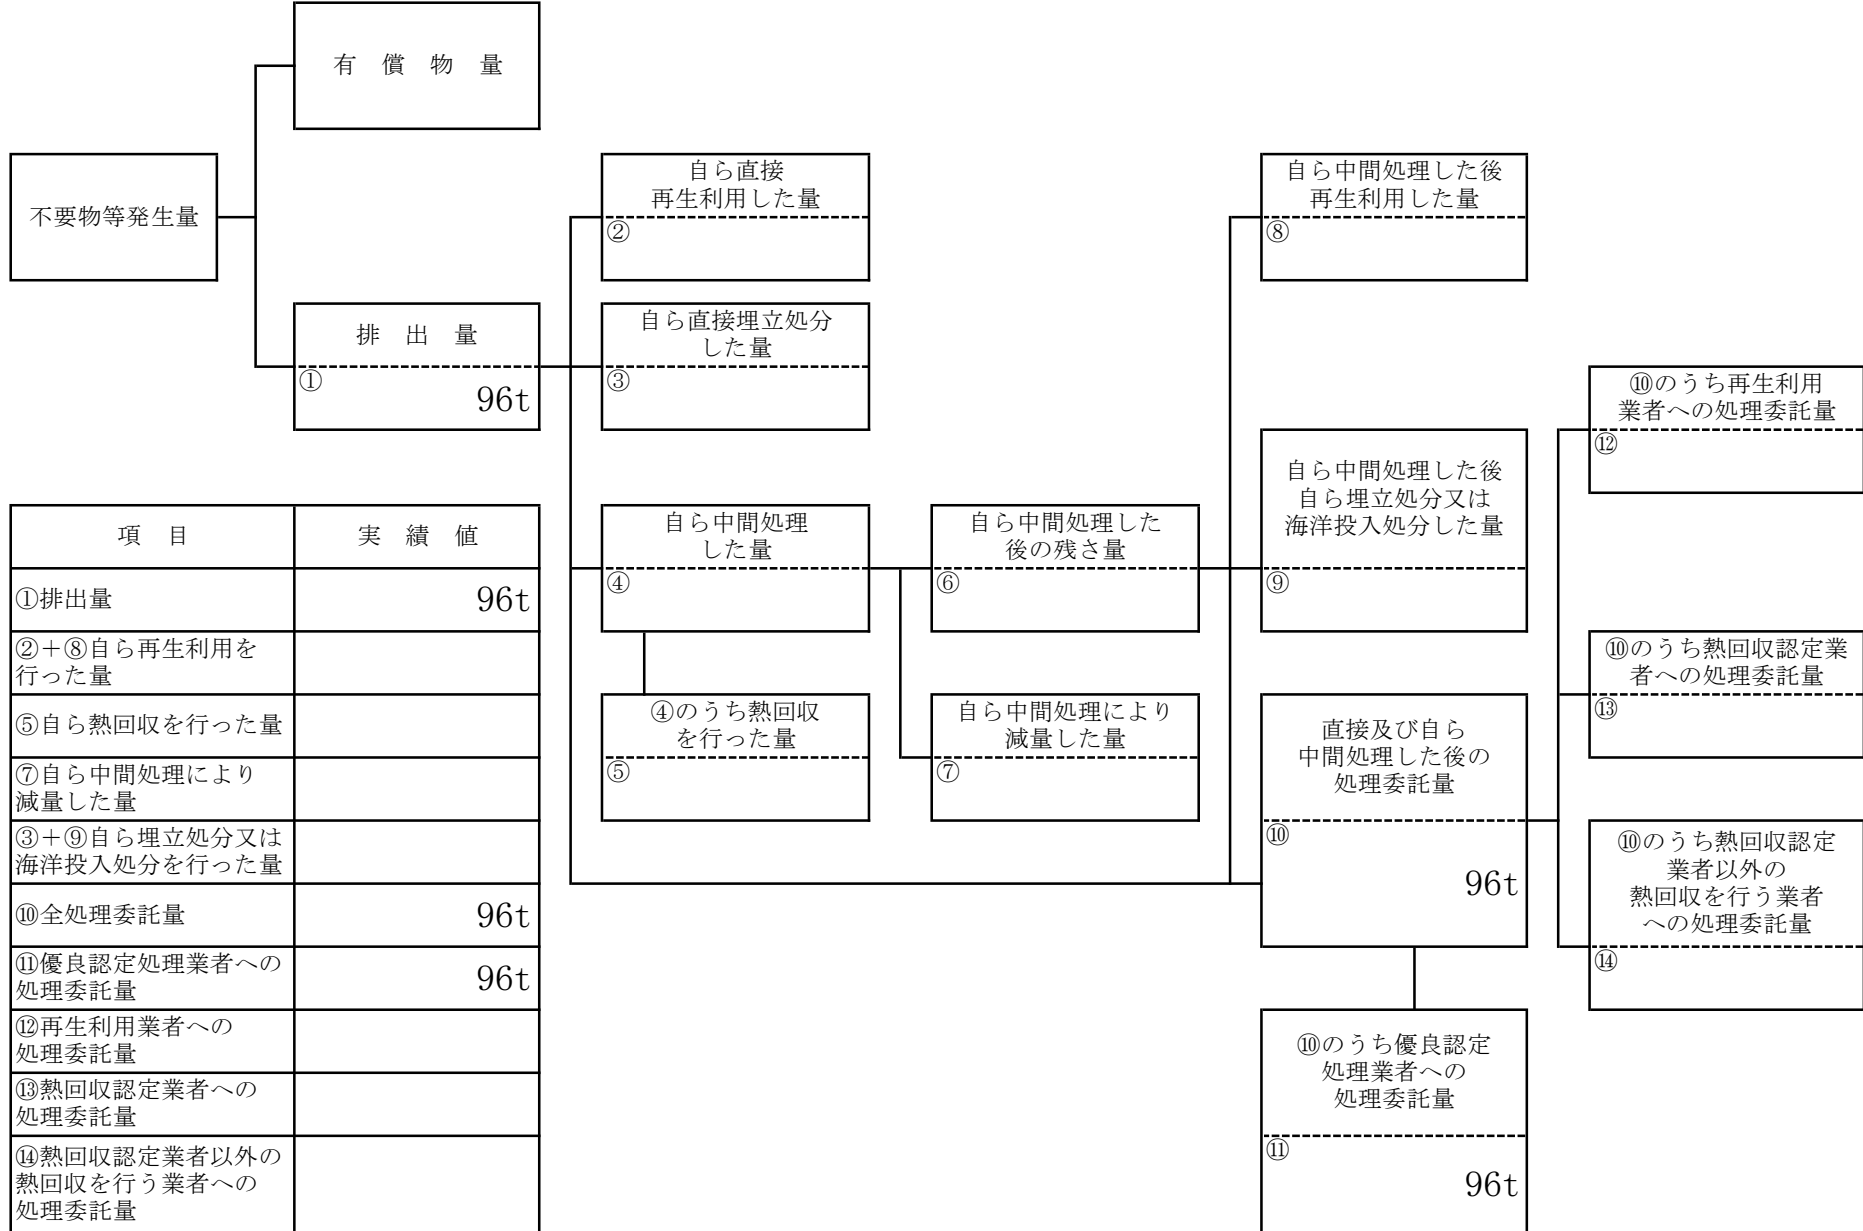 有 償 物 量
不要物等発生量
排 出 量
①
96t
自ら直接
再生利用した量
②
自ら直接埋立処分
した量
③
自ら中間処理
した量
④
④のうち熱回収
を行った量
⑤
自ら中間処理した
後の残さ量
⑥
自ら中間処理により
減量した量
⑦
自ら中間処理した後
再生利用した量
⑧
自ら中間処理した後
自ら埋立処分又は
海洋投入処分した量
⑨
直接及び自ら
中間処理した後の
処理委託量
⑩
96t
⑩のうち優良認定
処理業者への
処理委託量
⑪
96t
⑩のうち再生利用
業者への処理委託量
⑫
⑩のうち熱回収認定業
者への処理委託量
⑬
⑩のうち熱回収認定
業者以外の
熱回収を行う業者
への処理委託量
⑭
項 目 実 績 値
①排出量 96t
②+⑧自ら再生利用を
行った量
⑤自ら熱回収を行った量
⑦自ら中間処理により
減量した量
③+⑨自ら埋立処分又は
海洋投入処分を行った量
⑩全処理委託量 96t
⑪優良認定処理業者への
処理委託量 96t
⑫再生利用業者への
処理委託量
⑬熱回収認定業者への
処理委託量
⑭熱回収認定業者以外の
熱回収を行う業者への
処理委託量